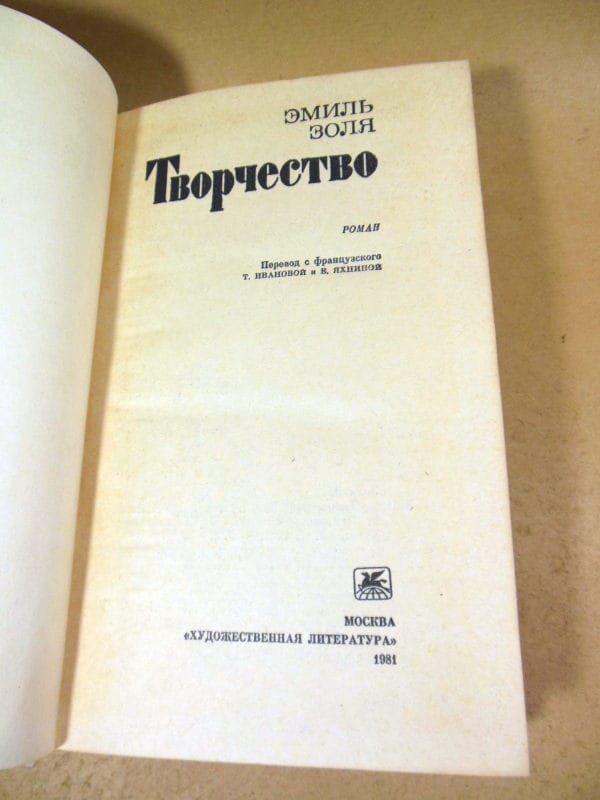 ЭМИЛЬ
ЗОЛЯ
Творчество
РОМАН
Перевод с французского
Т. ИВАНОВОЙ и Е. ЯХНИНОЙ
МОСКВА
«ХУДОЖЕСТВЕННАЯ ЛИТЕРАТУРА»
1981